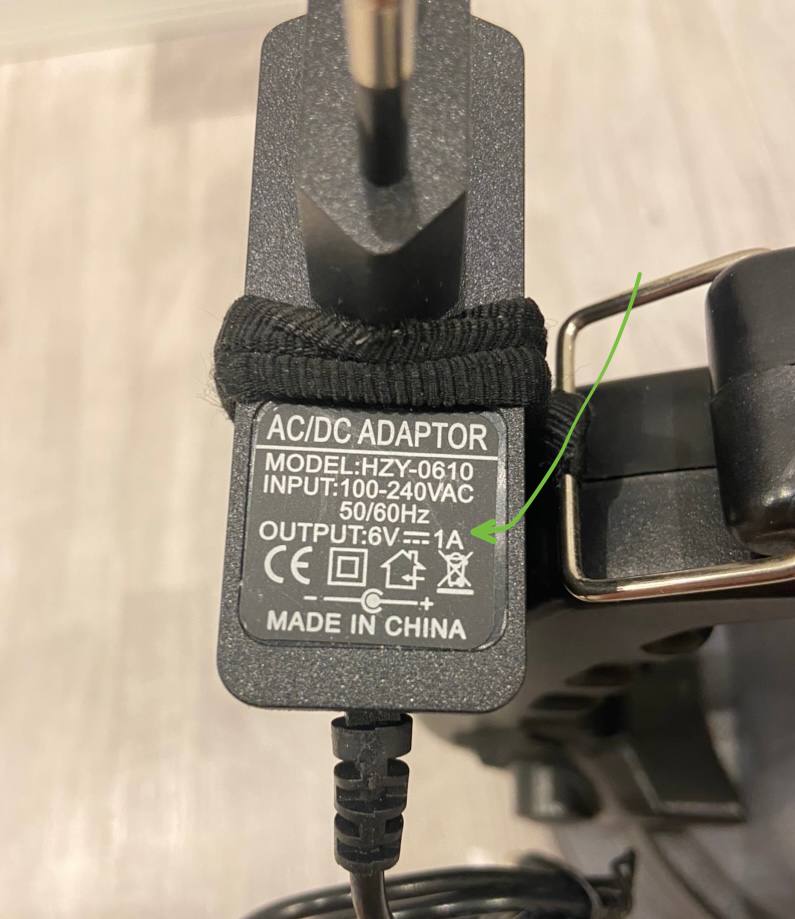 AC/DC ADAPTOR
MODEL:HZY-0610
INPUT:100-240VAC
50/60Hz
OUTPUT:6V⎓1A
CE
- +
MADE IN CHINA